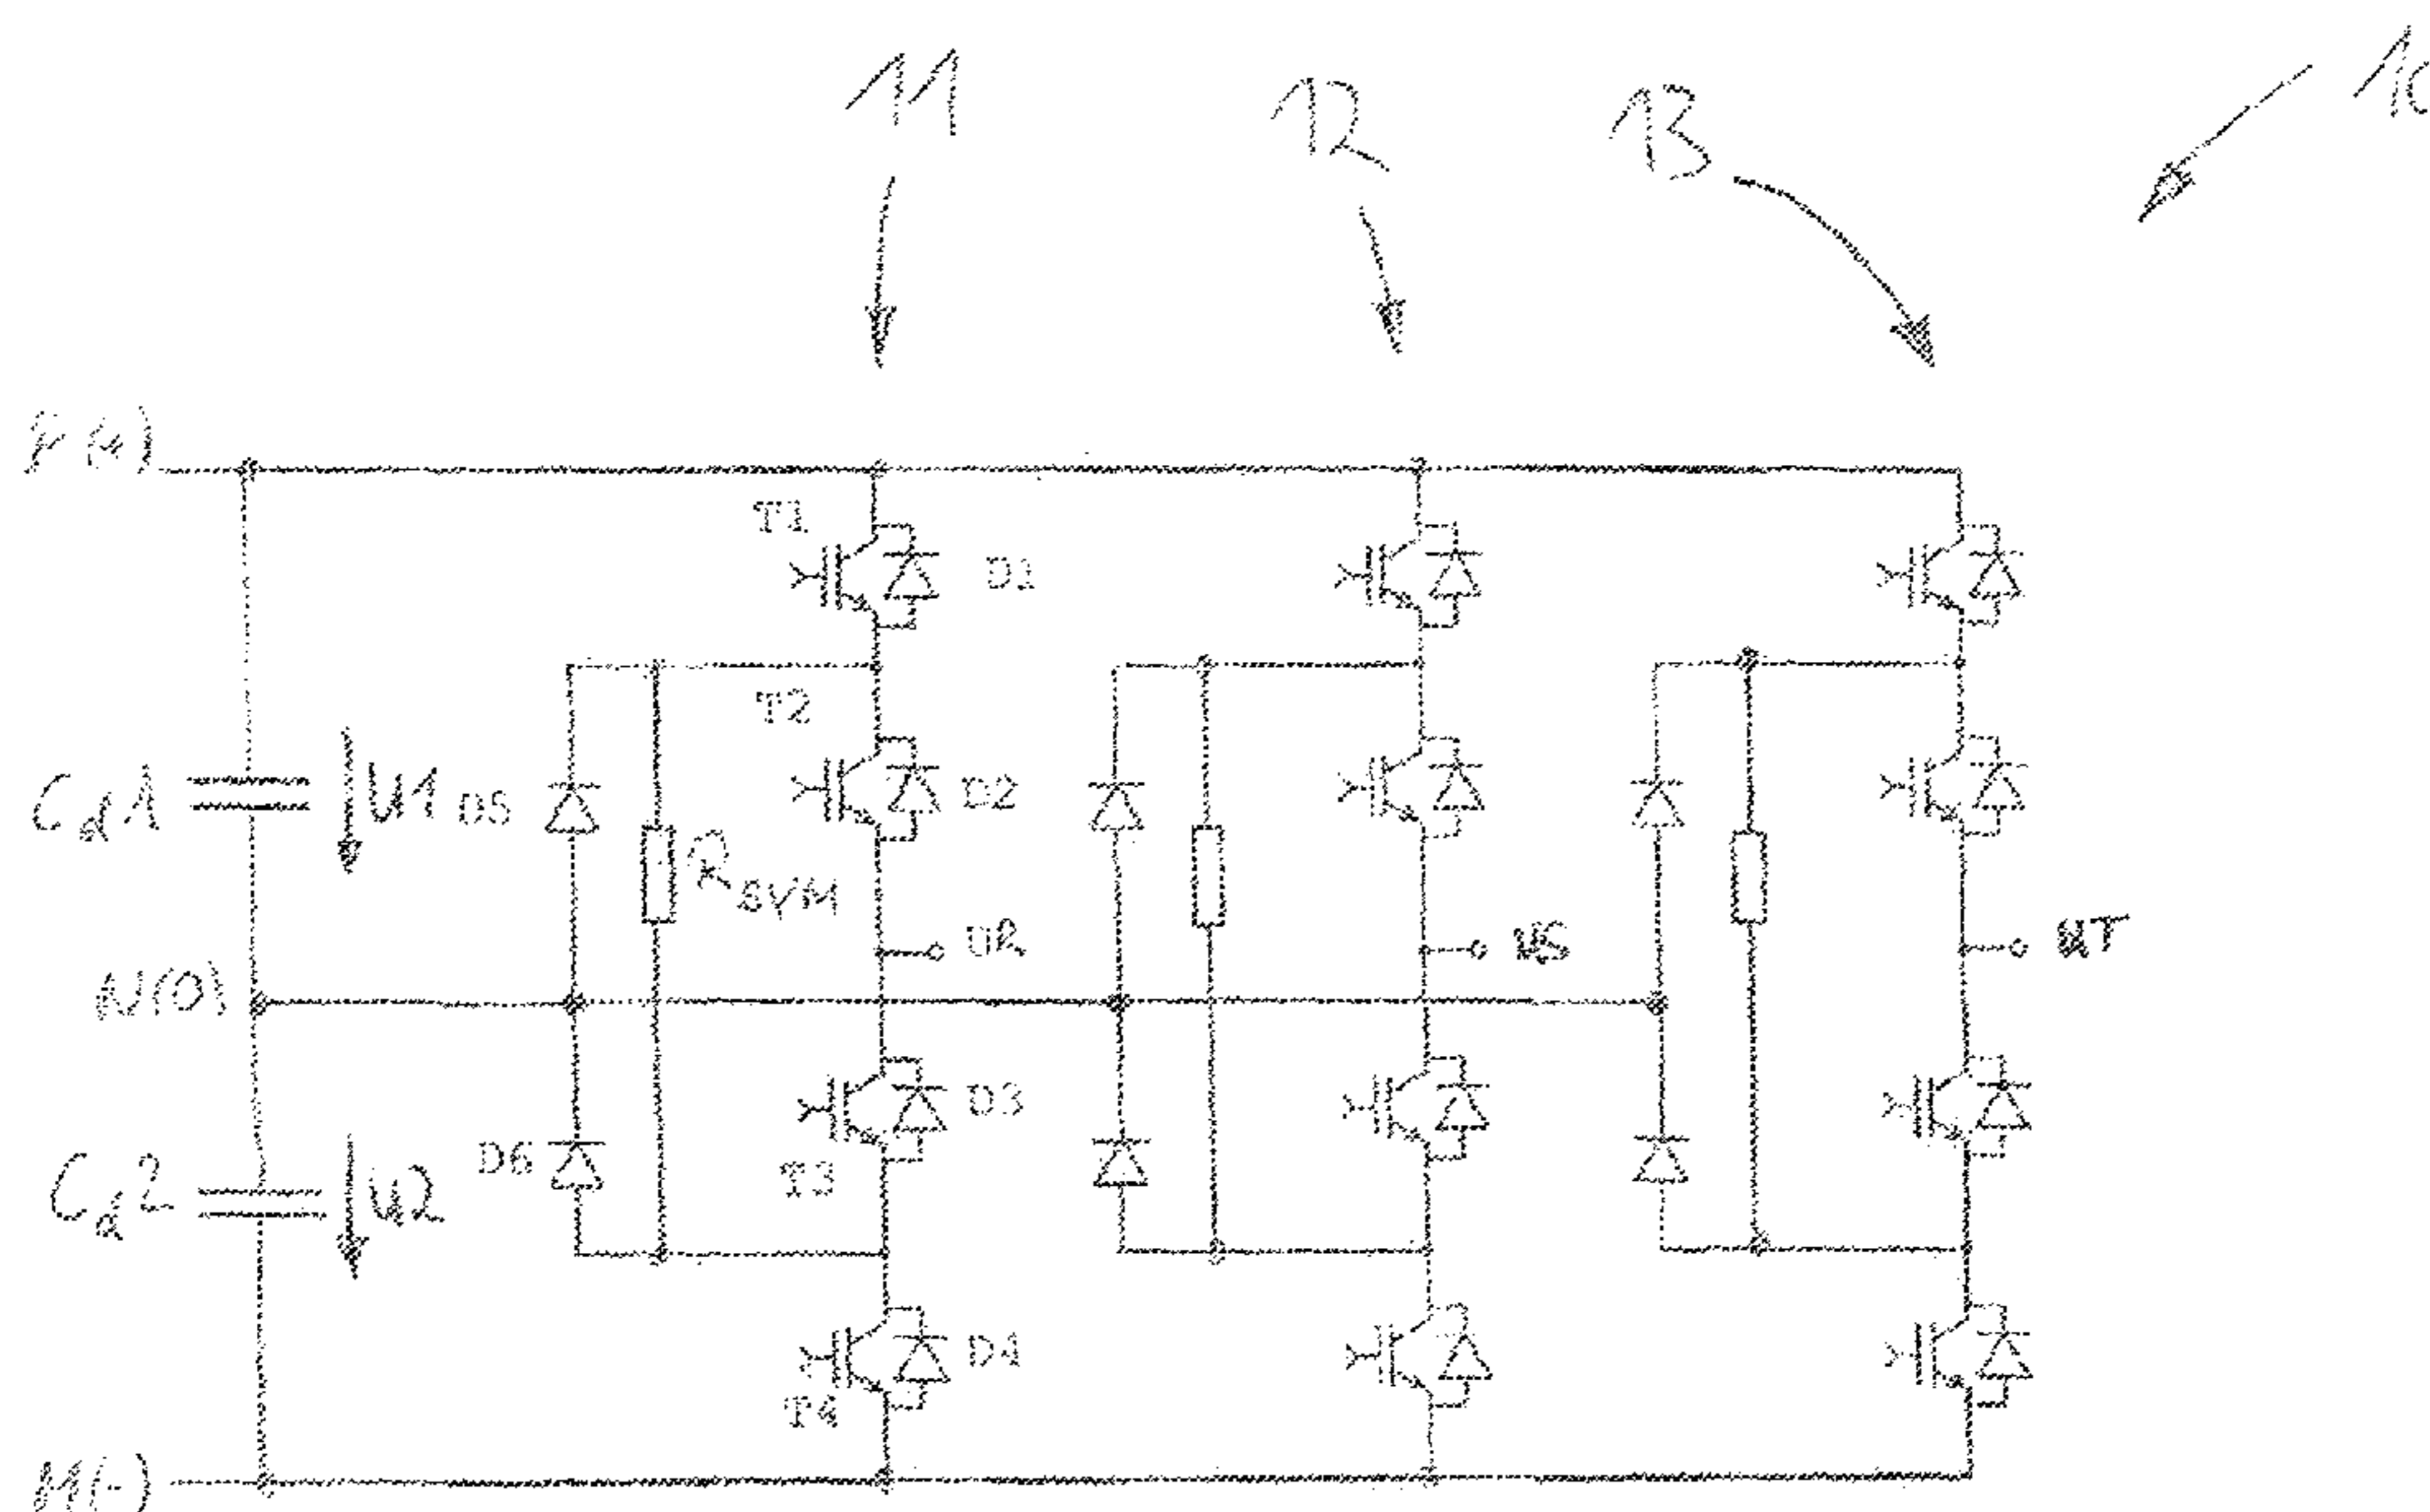 11
12
13
T1
D1
T2
D2
Cd1
U1
D5
RSYM
UR
US
UT
N(0)
D3
D6
T3
Cd2
U2
D4
T4
M(-)